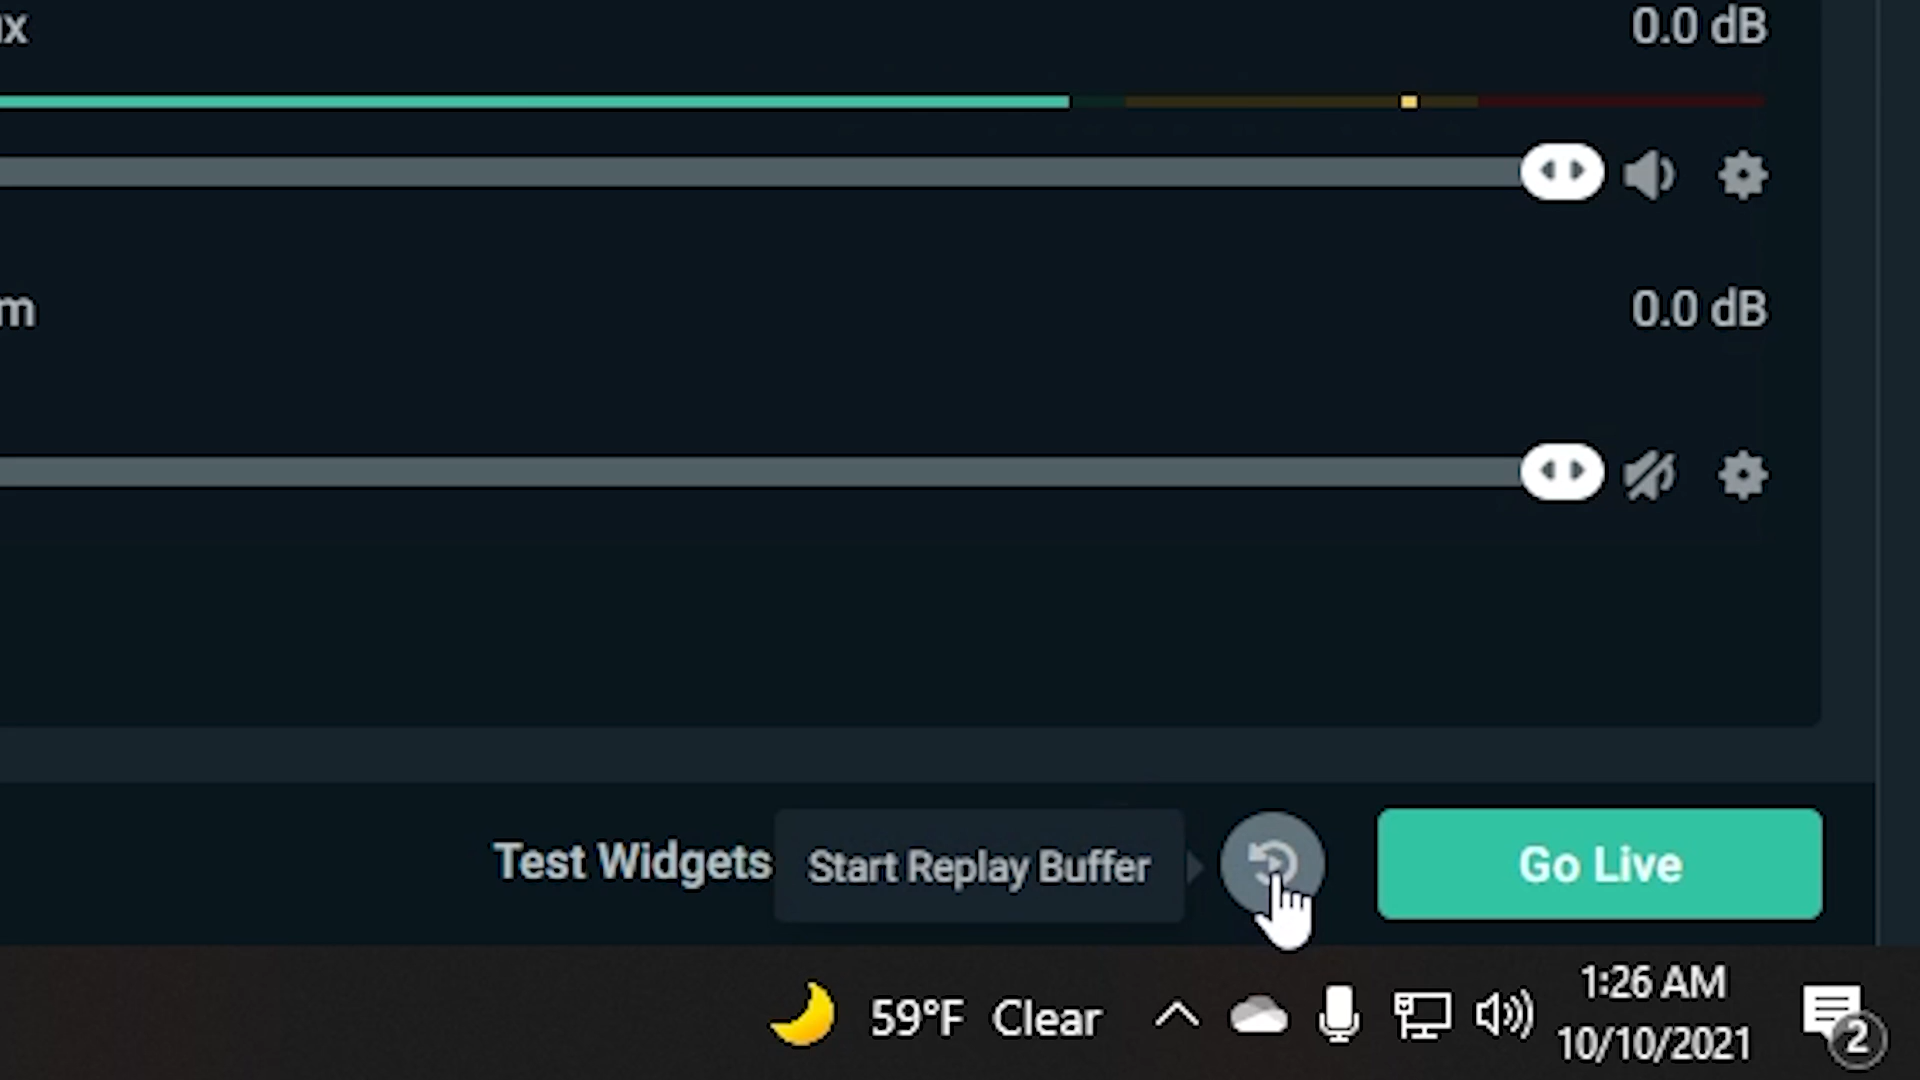 ux
0.0 dB
m
0.0 dB
Test Widgets
Start Replay Buffer
Go Live
59°F Clear
1:26 AM
10/10/2021
2